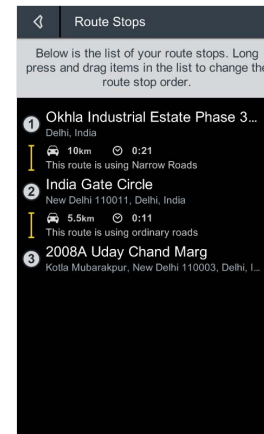 Route Stops
Below is the list of your route stops. Long
press and drag items in the list to change the
route stop order.
1 Okhla Industrial Estate Phase 3...
Delhi, India
10km 0:21
This route is using Narrow Roads
2 India Gate Circle
New Delhi 110011, Delhi, India
5.5km 0:11
This route is using ordinary roads
3 2008A Uday Chand Marg
Kotla Mubarakpur, New Delhi 110003, Delhi, I...